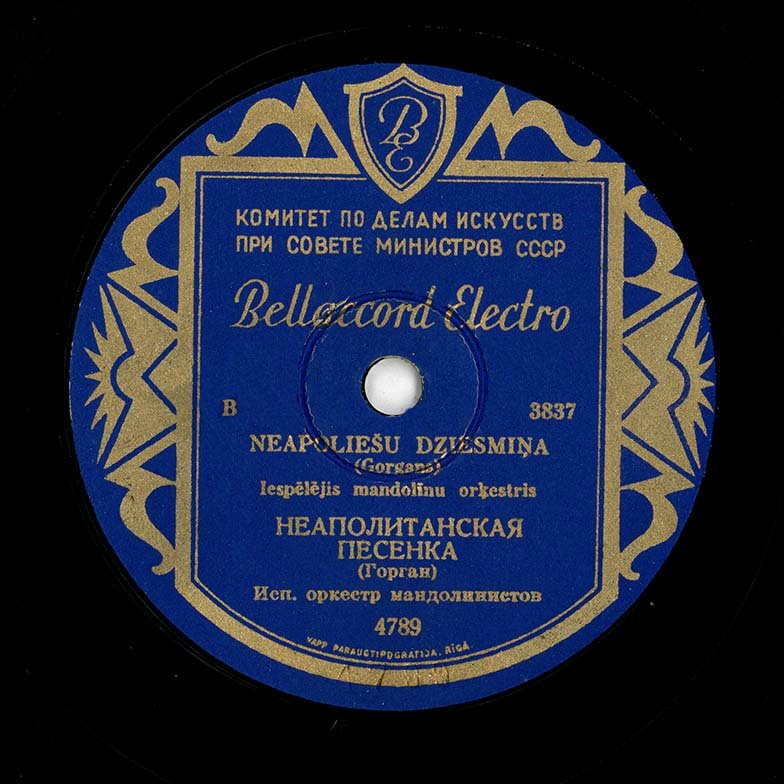 BE
КОМИТЕТ ПО ДЕЛАМ ИСКУССТВ
ПРИ СОВЕТЕ МИНИСТРОВ СССР
Bellaccord Electro
В 3837
NEAPOLIEŠU DZIESMIŅA
(Gorgans)
Iespēlējis mandolīnu orķestris
НЕАПОЛИТАНСКАЯ
ПЕСЕНКА
(Горган)
Исп. оркестр мандолинистов
4789
VAPP PARAUGTIPOGRAFIJA. RĪGĀ